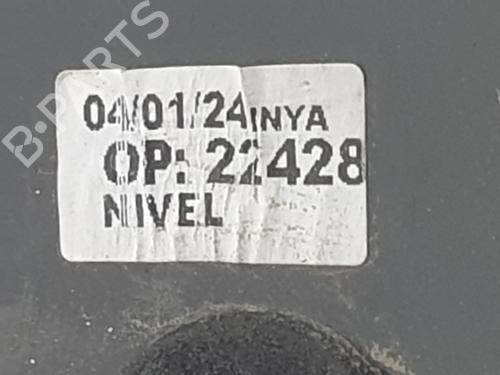 B-PARTS
04/01/24 INYA
OP: 22428
NIVEL